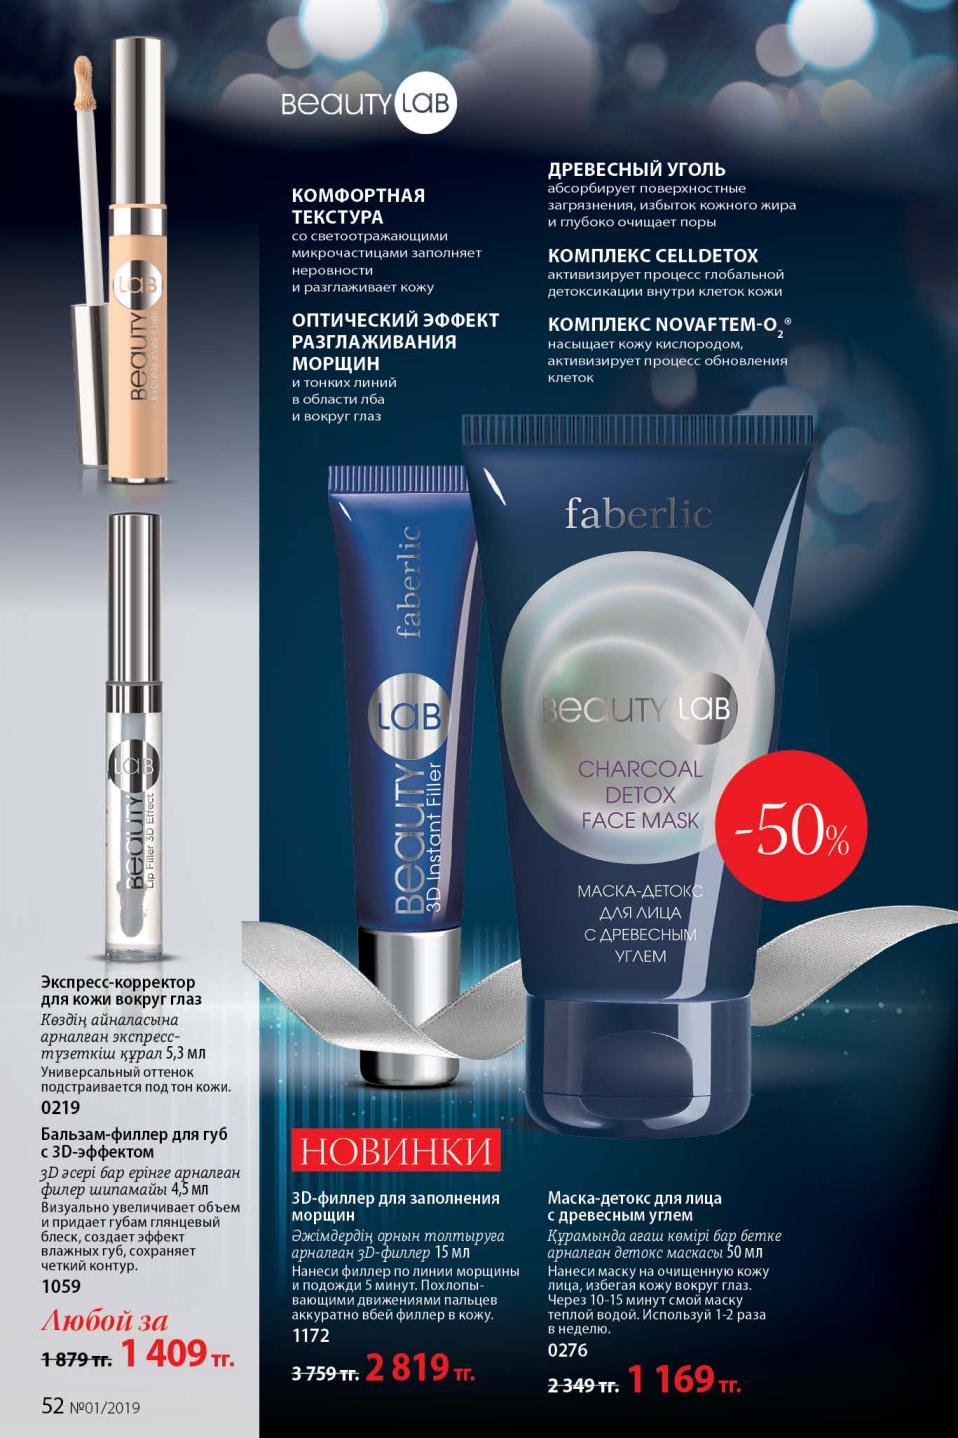 BEAUTY LAB
КОМФОРТНАЯ
ТЕКСТУРА
со светоотражающими
микрочастицами заполняет
неровности
и разглаживает кожу
ОПТИЧЕСКИЙ ЭФФЕКТ
РАЗГЛАЖИВАНИЯ
МОРЩИН
и тонких линий
в области лба
и вокруг глаз
ДРЕВЕСНЫЙ УГОЛЬ
абсорбирует поверхностные
загрязнения, избыток кожного жира
и глубоко очищает поры
КОМПЛЕКС CELLDETOX
активизирует процесс глобальной
детоксикации внутри клеток кожи
КОМПЛЕКС NOVAFTEM-O2®
насыщает кожу кислородом,
активизирует процесс обновления
клеток
BEAUTY LAB
BEAUTY LAB
Lip Filler 3D Effect
faberlic
BEAUTY LAB
3D Instant Filler
faberlic
BEAUTY LAB
CHARCOAL
DETOX
FACE MASK
МАСКА-ДЕТОКС
ДЛЯ ЛИЦА
С ДРЕВЕСНЫМ
УГЛЕМ
-50%
Экспресс-корректор
для кожи вокруг глаз
Көздің айналасына
арналған экспресс-
түзеткіш құрал 5,3 мл
Универсальный оттенок
подстраивается под тон кожи.
0219
Бальзам-филлер для губ
с 3D-эффектом
3D әсері бар ерінге арналған
филер шипамайы 4,5 мл
Визуально увеличивает объем
и придает губам глянцевый
блеск, создает эффект
влажных губ, сохраняет
четкий контур.
1059
Любой за
1 879 тг. 1 409 тг.
НОВИНКИ
3D-филлер для заполнения
морщин
Әжімдердің орнын толтыруға
арналған 3D-филлер 15 мл
Нанеси филлер по линии морщины
и подожди 5 минут. Похлопы-
вающими движениями пальцев
аккуратно вбей филлер в кожу.
1172
3 759 тг. 2 819 тг.
Маска-детокс для лица
с древесным углем
Құрамында ағаш көмірі бар бетке
арналған детокс маскасы 50 мл
Нанеси маску на очищенную кожу
лица, избегая кожу вокруг глаз.
Через 10-15 минут смой маску
теплой водой. Используй 1-2 раза
в неделю.
0276
2 349 тг. 1 169 тг.
52 №01/2019